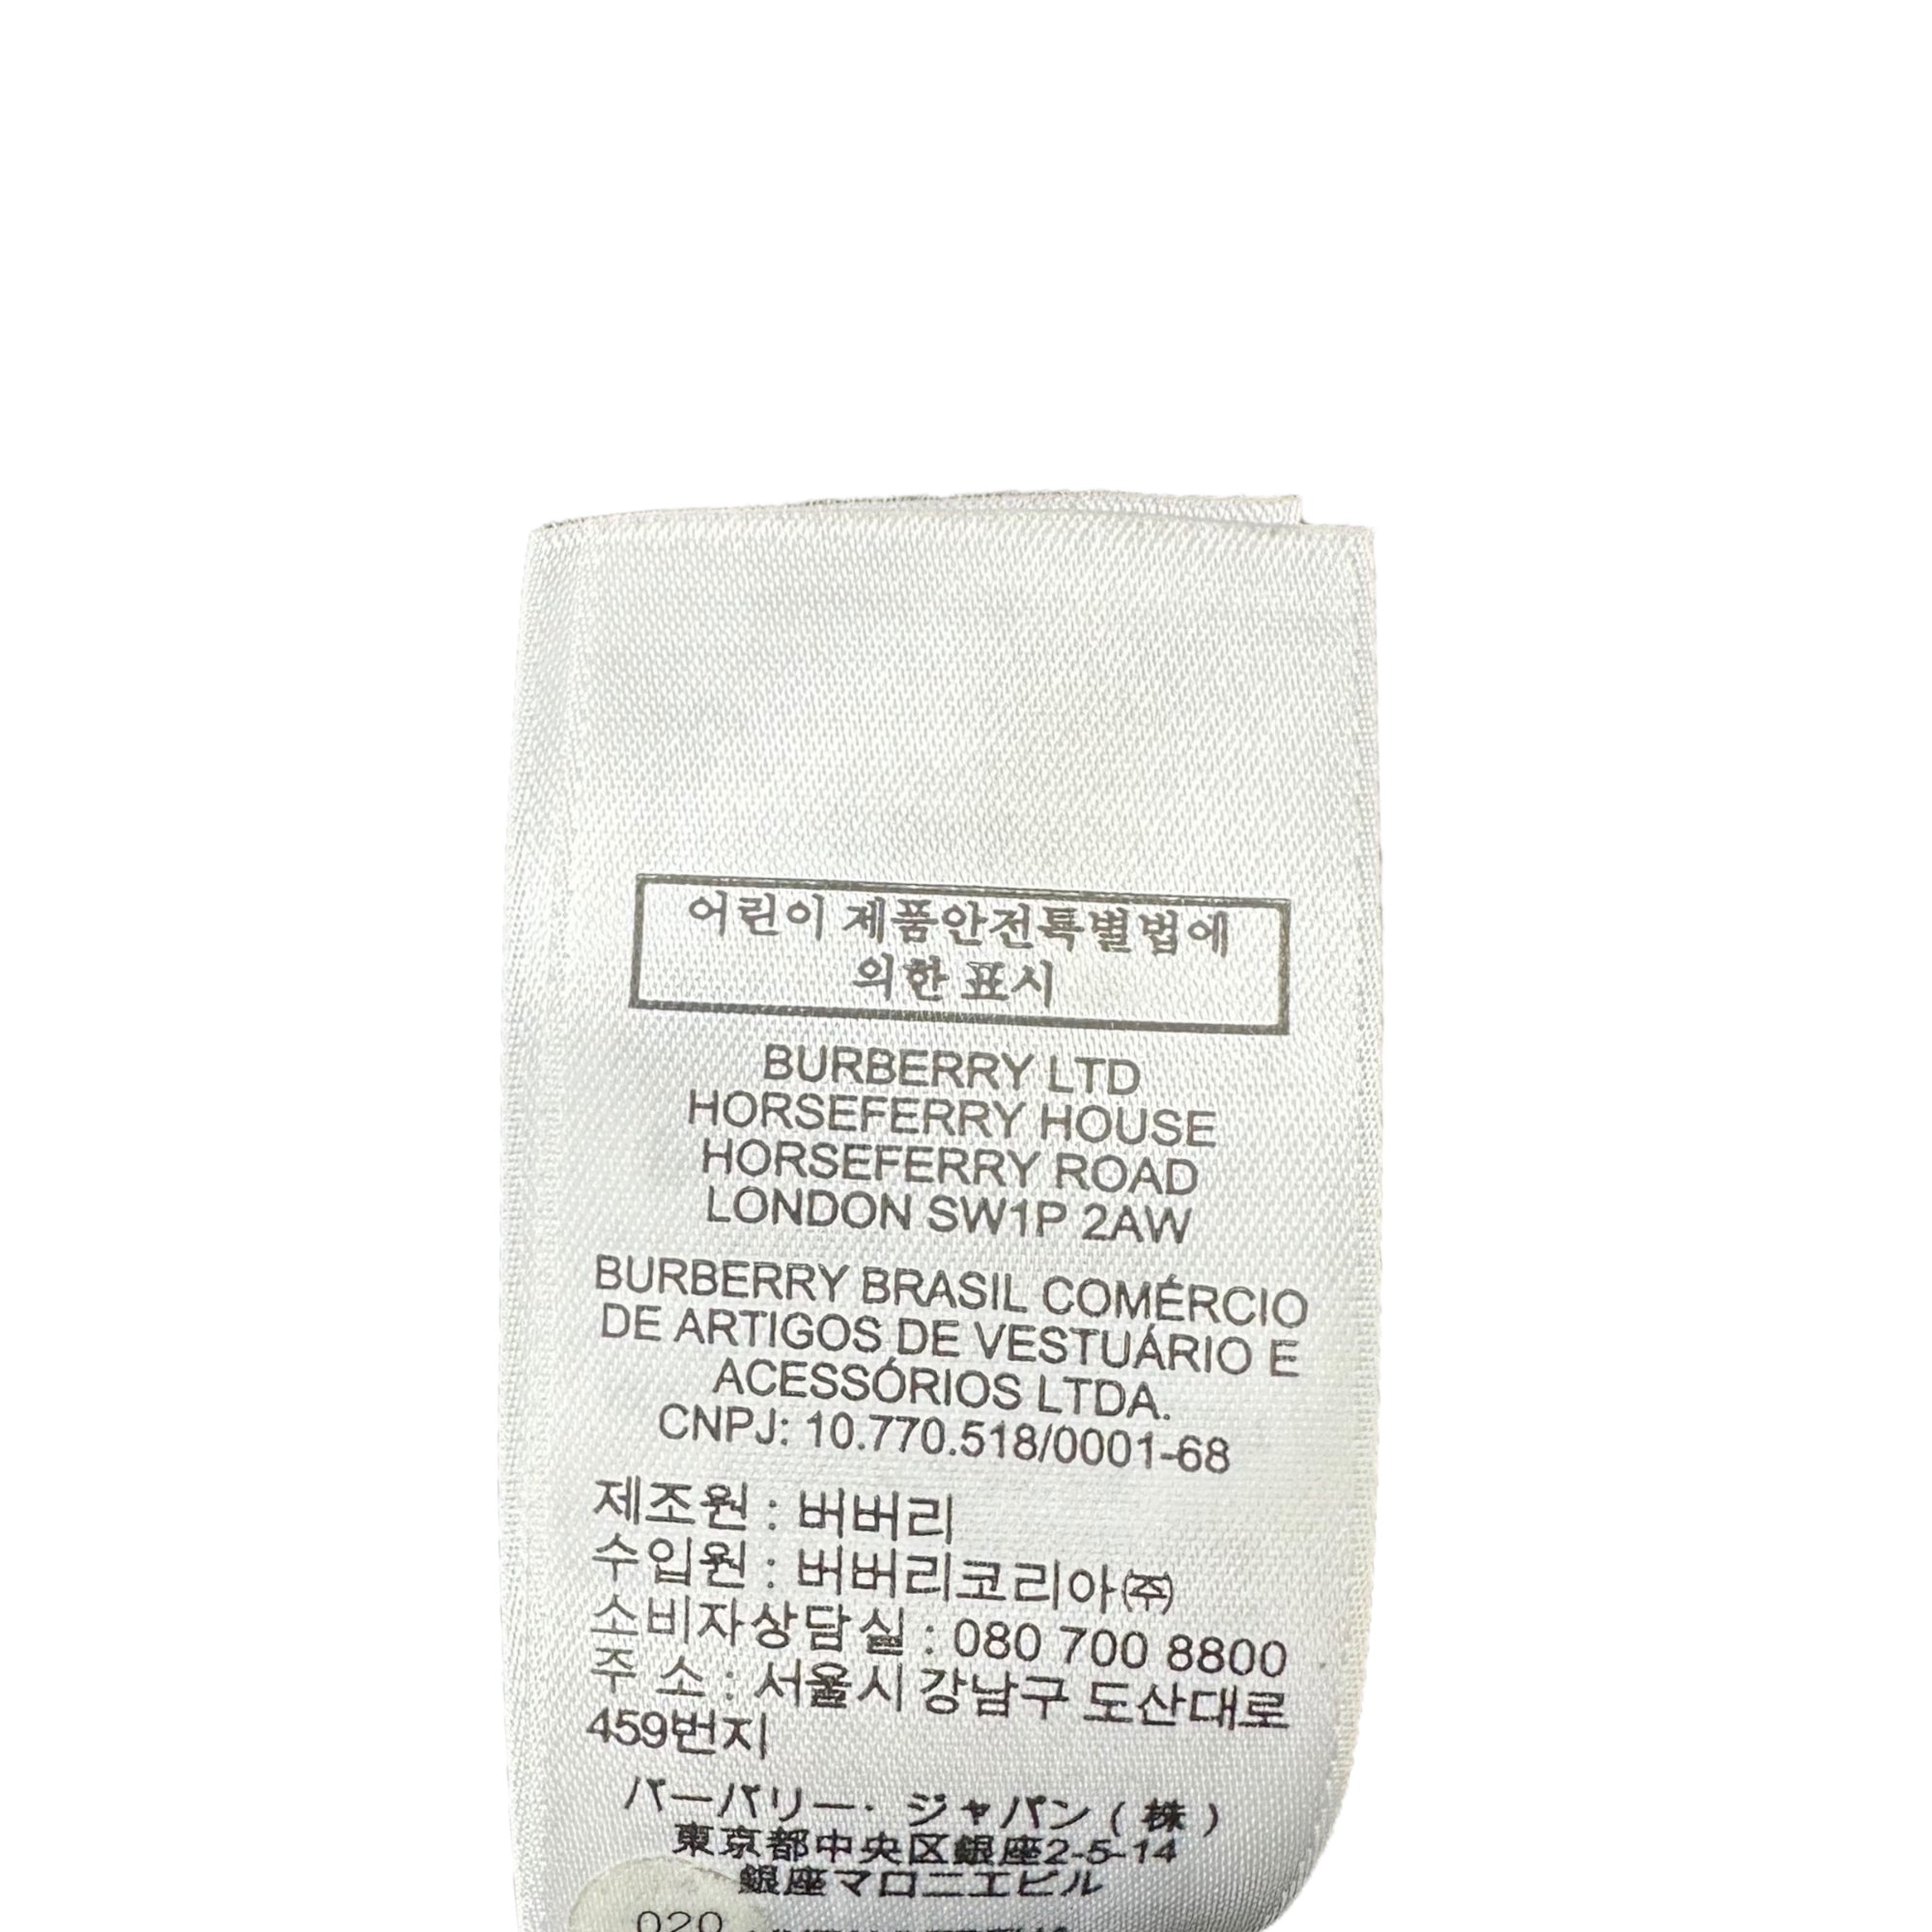 어린이 제품안전특별법에
의한 표시
BURBERRY LTD
HORSEFERRY HOUSE
HORSEFERRY ROAD
LONDON SW1P 2AW
BURBERRY BRASIL COMÉRCIO
DE ARTIGOS DE VESTUÁRIO E
ACESSÓRIOS LTDA.
CNPJ: 10.770.518/0001-68
제조원 : 버버리
수입원 : 버버리코리아㈜
소비자상담실 : 080 700 8800
주 소 : 서울시 강남구 도산대로
459번지
バーバリー・ジャパン ( 株 )
東京都中央区銀座2-5-14
銀座マロニエビル
020